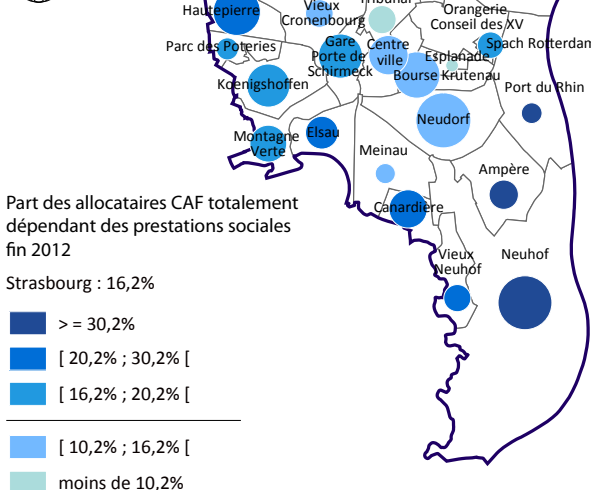 Tribunal
Vieux
Cronenbourg
Orangerie
Conseil des XV
Hautepierre
Parc des Poteries
Gare
Porte de
Schirmeck
Centre
ville
Spach Rotterdam
Esplanade
Bourse Krutenau
Kœnigshoffen
Port du Rhin
Neudorf
Montagne
Verte
Elsau
Meinau
Ampère
Canardière
Vieux
Neuhof
Neuhof
Part des allocataires CAF totalement
dépendant des prestations sociales
fin 2012
Strasbourg : 16,2%
> = 30,2%
[ 20,2% ; 30,2% [
[ 16,2% ; 20,2% [
[ 10,2% ; 16,2% [
moins de 10,2%